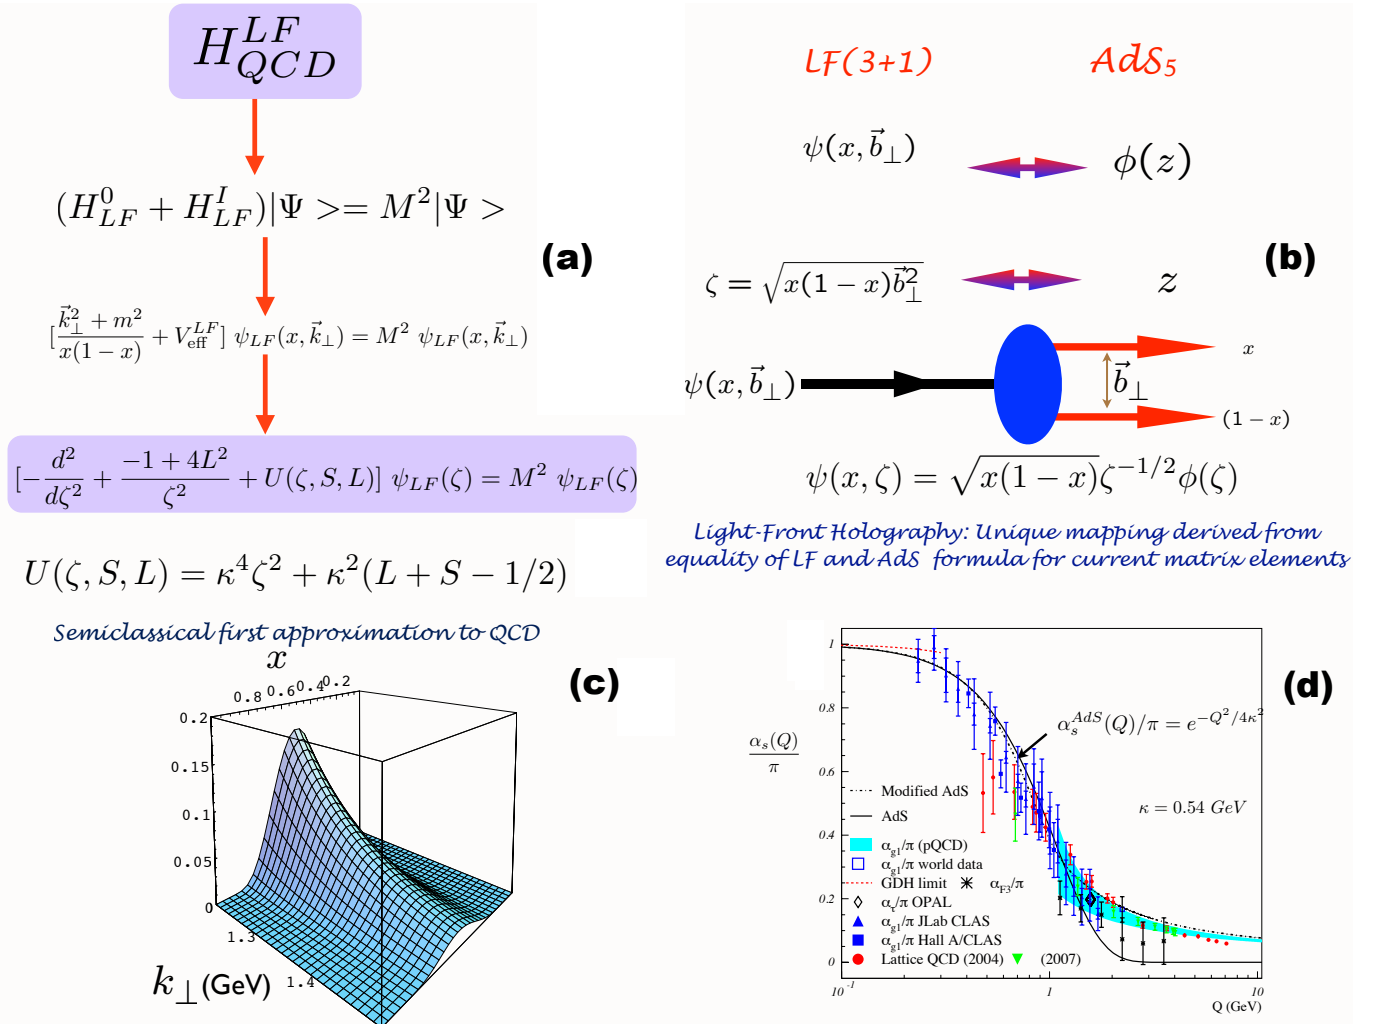 H_{QCD}^{LF}
(H_{LF}^0 + H_{LF}^I)|Ψ >= M^2|Ψ >
[\frac{\vec{k}_⊥^2 + m^2}{x(1 − x)} + V_{eff}^{LF}] ψ_{LF}(x, \vec{k}_⊥) = M^2 ψ_{LF}(x, \vec{k}_⊥)
[-\frac{d^2}{dζ^2} + \frac{−1 + 4L^2}{ζ^2} + U(ζ, S, L)] ψ_{LF}(ζ) = M^2 ψ_{LF}(ζ)
U(ζ, S, L) = κ^4ζ^2 + κ^2(L + S − 1/2)
Semiclassical first approximation to QCD
(a)
LF(3+1) AdS_5
ψ(x, \vec{b}_⊥) ϕ(z)
(b)
ζ = \sqrt{x(1 − x)\vec{b}_⊥^2} z
x
ψ(x, \vec{b}_⊥) \vec{b}_⊥
(1 − x)
ψ(x, ζ) = \sqrt{x(1 − x)}ζ^{−1/2}ϕ(ζ)
Light-Front Holography: Unique mapping derived from
equality of LF and AdS formula for current matrix elements
(c)
x
0.8 0.6 0.4 0.2
0.2
0.15
0.1
0.05
0
1.3
1.4
k_⊥(GeV)
(d)
α_s(Q)
π
1
0.8
0.6
0.4
0.2
0
α_s^{AdS}(Q)/π = e^{−Q^2/4κ^2}
κ = 0.54 GeV
Modified AdS
AdS
α_{g1}/π (pQCD)
α_{g1}/π world data
GDH limit α_{F3}/π
α_τ/π OPAL
α_{g1}/π JLab CLAS
α_{g1}/π Hall A/CLAS
Lattice QCD (2004) (2007)
10^{-1} 1 10
Q (GeV)